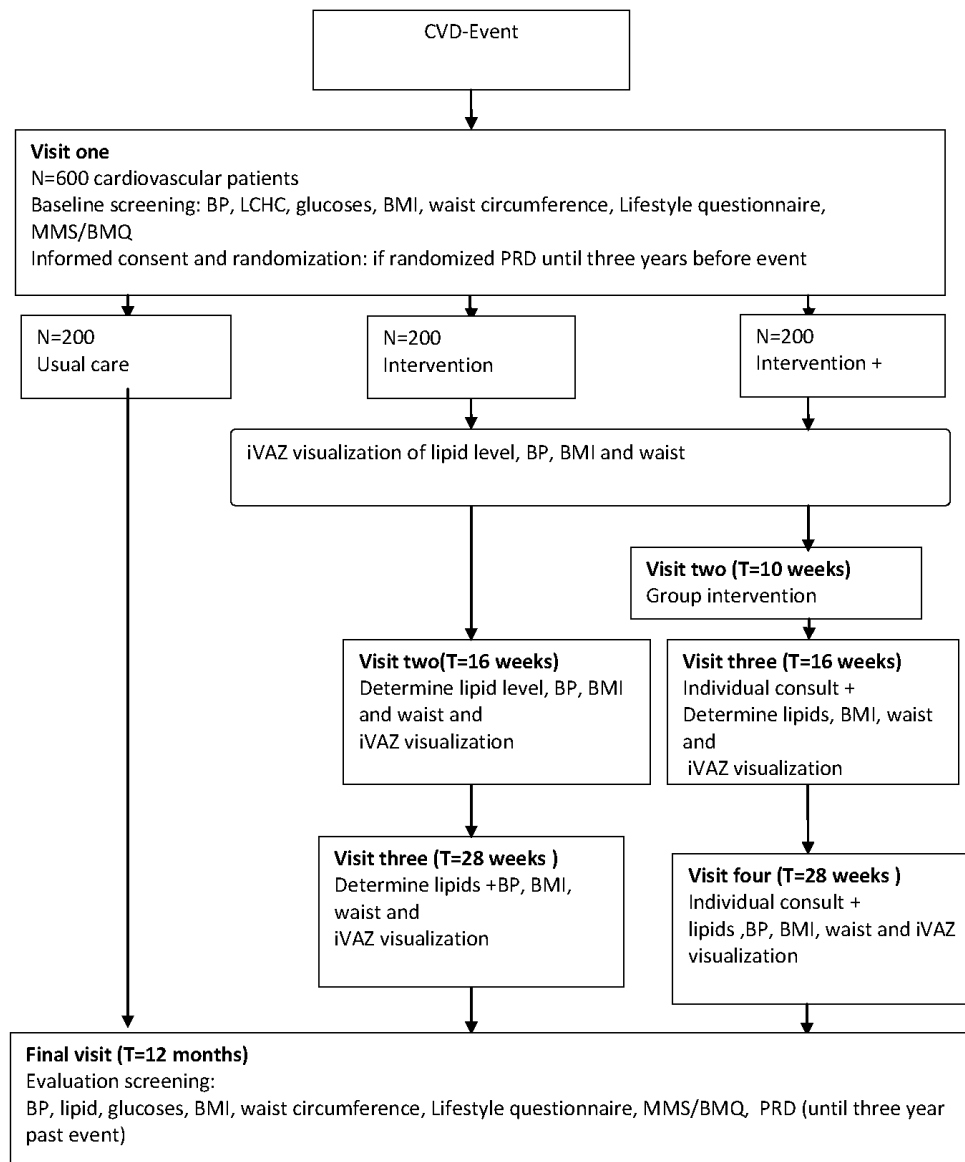 CVD-Event
Visit one
N=600 cardiovascular patients
Baseline screening: BP, LCHC, glucoses, BMI, waist circumference, Lifestyle questionnaire,
MMS/BMQ
Informed consent and randomization: if randomized PRD until three years before event
N=200
Usual care
N=200
Intervention
N=200
Intervention +
iVAZ visualization of lipid level, BP, BMI and waist
Visit two (T=10 weeks)
Group intervention
Visit two(T=16 weeks)
Determine lipid level, BP, BMI
and waist and
iVAZ visualization
Visit three (T=16 weeks)
Individual consult +
Determine lipids, BMI, waist
and
iVAZ visualization
Visit three (T=28 weeks )
Determine lipids +BP, BMI,
waist and
iVAZ visualization
Visit four (T=28 weeks )
Individual consult +
lipids ,BP, BMI, waist and iVAZ
visualization
Final visit (T=12 months)
Evaluation screening:
BP, lipid, glucoses, BMI, waist circumference, Lifestyle questionnaire, MMS/BMQ, PRD (until three year
past event)